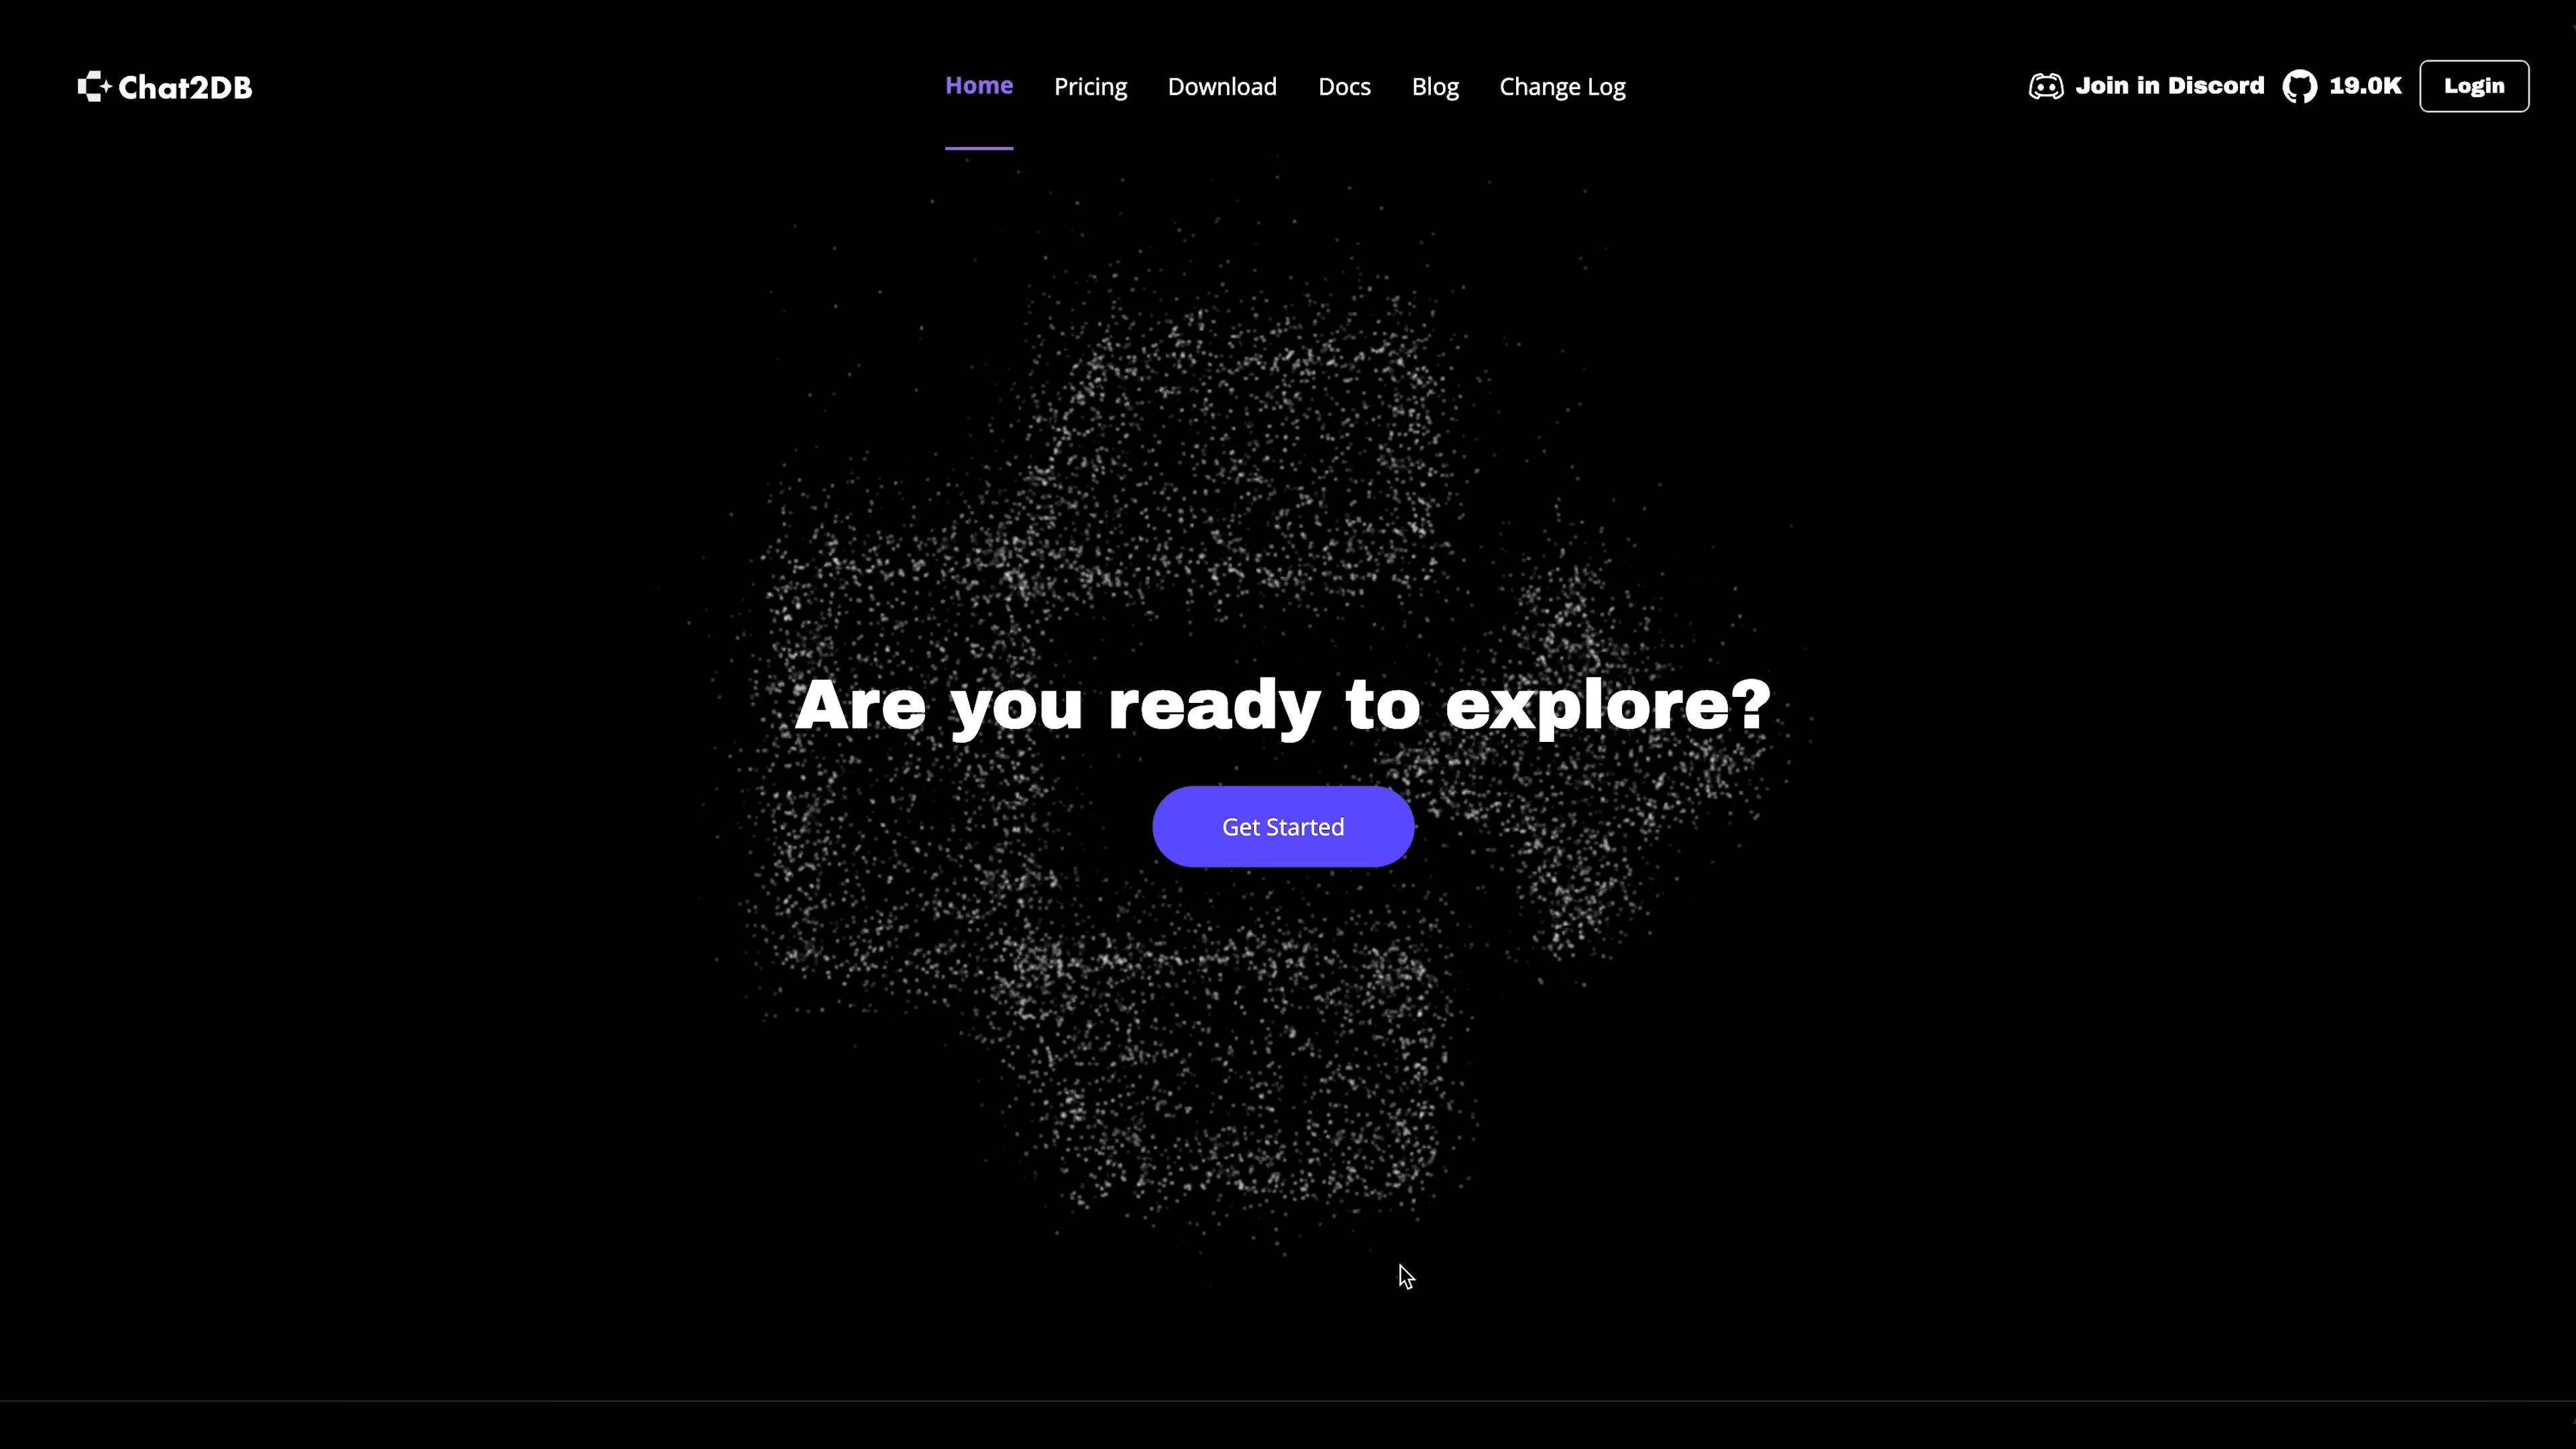 Chat2DB
Home
Pricing
Download
Docs
Blog
Change Log
Join in Discord
19.0K
Login
Are you ready to explore?
Get Started